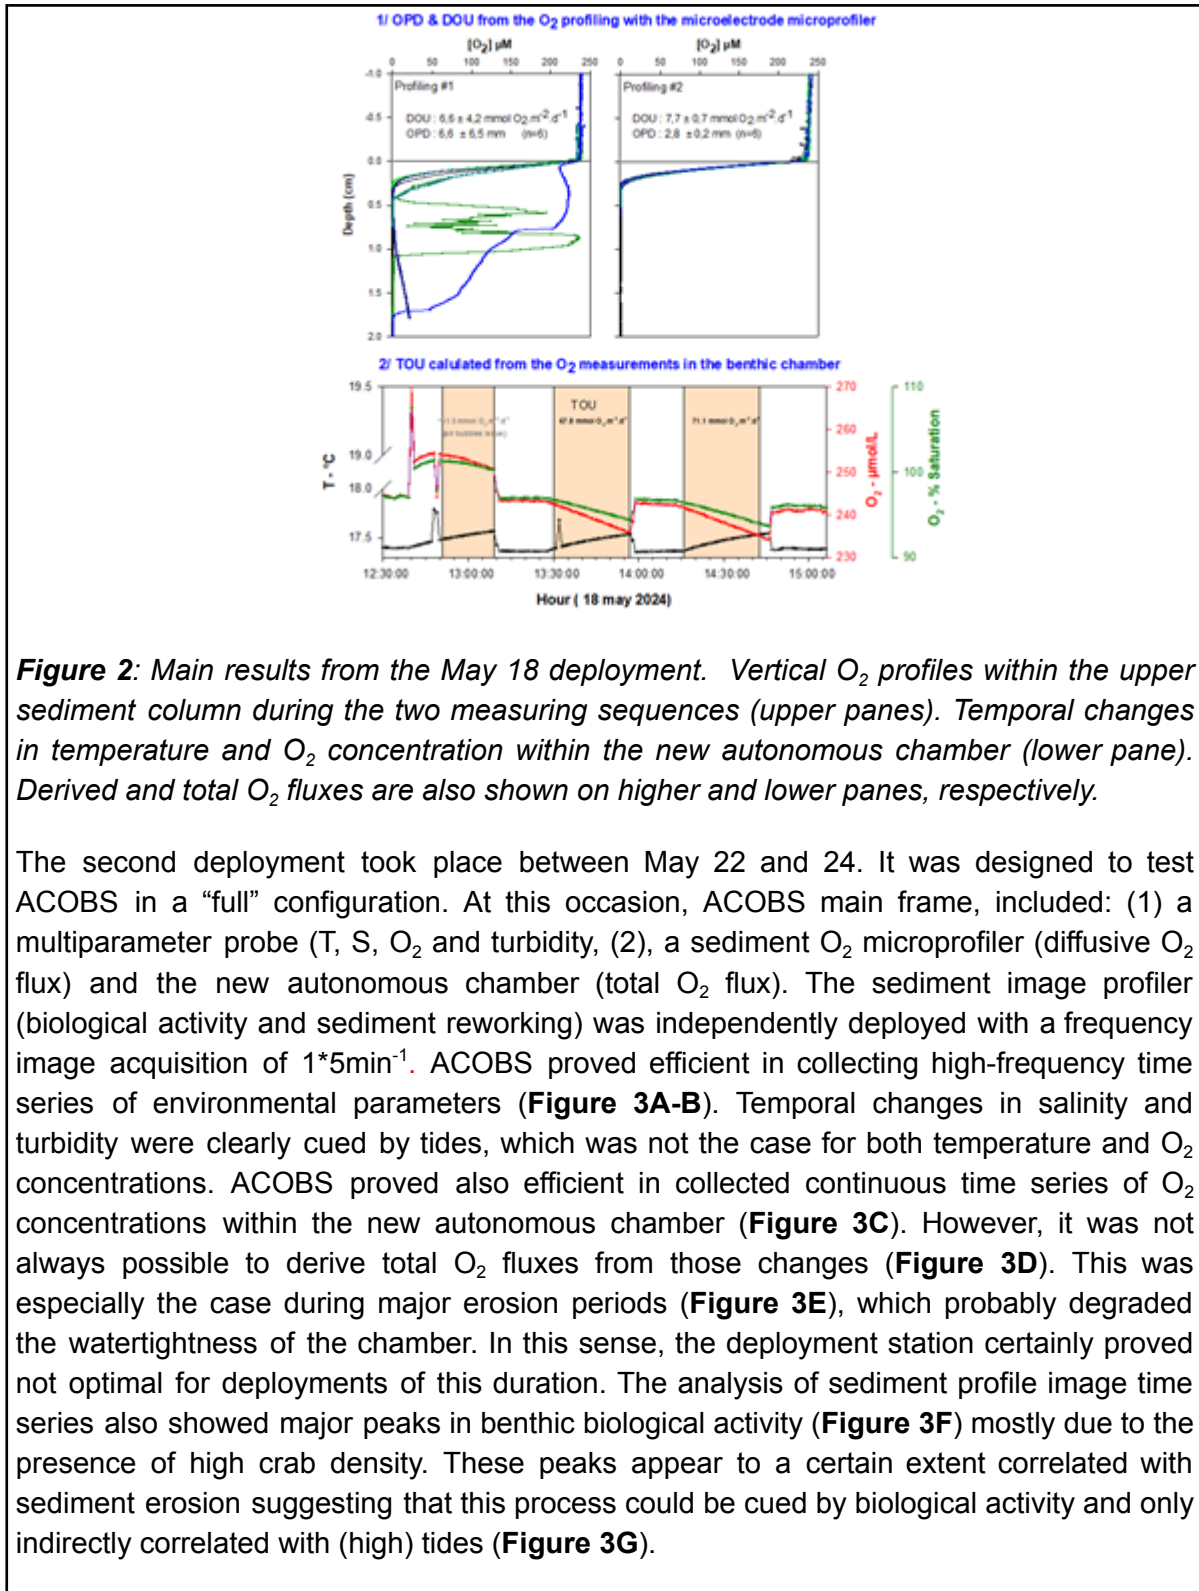 1/ OPD & DOU from the O₂ profiling with the microelectrode microprofiler
[O₂] µM [O₂] µM
0 50 100 150 200 250 0 50 100 150 200 250
-1.0
Profiling #1 Profiling #2
-0.5
DOU : 6,6 ± 4,2 mmol O₂.m⁻².d⁻¹ DOU : 7,7 ± 0,7 mmol O₂.m⁻².d⁻¹
OPD : 6,6 ± 6,5 mm (n=6) OPD : 2,8 ± 0,2 mm (n=6)
0.0
Depth (cm)
0.5
1.0
1.5
2.0
2/ TOU calulated from the O₂ measurements in the benthic chamber
19.5 270 110
TOU
71.1 mmol O₂.m⁻².d⁻¹
260
19.0
T - °C
250 100
O₂ - µmol/L
O₂ - % Saturation
18.0
240
17.5
230 90
12:30:00 13:00:00 13:30:00 14:00:00 14:30:00 15:00:00
Hour ( 18 may 2024)
Figure 2: Main results from the May 18 deployment. Vertical O₂ profiles within the upper
sediment column during the two measuring sequences (upper panes). Temporal changes
in temperature and O₂ concentration within the new autonomous chamber (lower pane).
Derived and total O₂ fluxes are also shown on higher and lower panes, respectively.
The second deployment took place between May 22 and 24. It was designed to test
ACOBS in a “full” configuration. At this occasion, ACOBS main frame, included: (1) a
multiparameter probe (T, S, O₂ and turbidity, (2), a sediment O₂ microprofiler (diffusive O₂
flux) and the new autonomous chamber (total O₂ flux). The sediment image profiler
(biological activity and sediment reworking) was independently deployed with a frequency
image acquisition of 1*5min⁻¹. ACOBS proved efficient in collecting high-frequency time
series of environmental parameters (Figure 3A-B). Temporal changes in salinity and
turbidity were clearly cued by tides, which was not the case for both temperature and O₂
concentrations. ACOBS proved also efficient in collected continuous time series of O₂
concentrations within the new autonomous chamber (Figure 3C). However, it was not
always possible to derive total O₂ fluxes from those changes (Figure 3D). This was
especially the case during major erosion periods (Figure 3E), which probably degraded
the watertightness of the chamber. In this sense, the deployment station certainly proved
not optimal for deployments of this duration. The analysis of sediment profile image time
series also showed major peaks in benthic biological activity (Figure 3F) mostly due to the
presence of high crab density. These peaks appear to a certain extent correlated with
sediment erosion suggesting that this process could be cued by biological activity and only
indirectly correlated with (high) tides (Figure 3G).